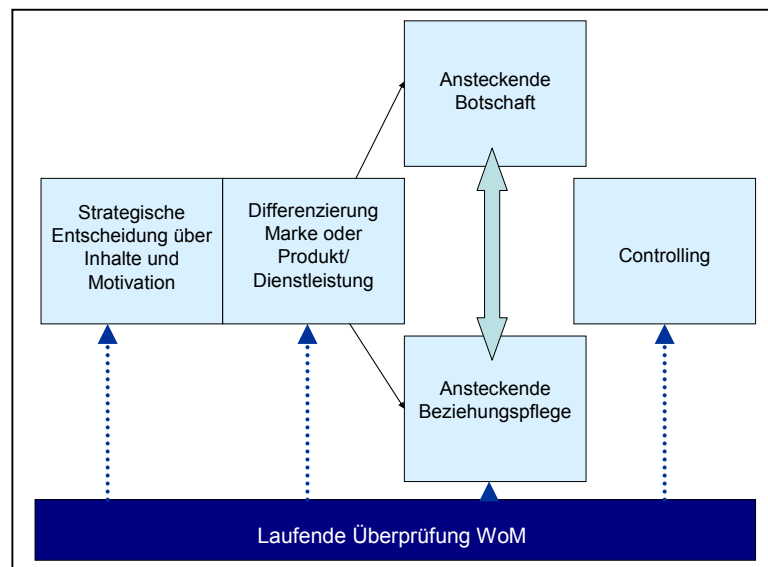 Ansteckende
Botschaft
Strategische
Entscheidung über
Inhalte und
Motivation
Differenzierung
Marke oder
Produkt/
Dienstleistung
Controlling
Ansteckende
Beziehungspflege
Laufende Überprüfung WoM